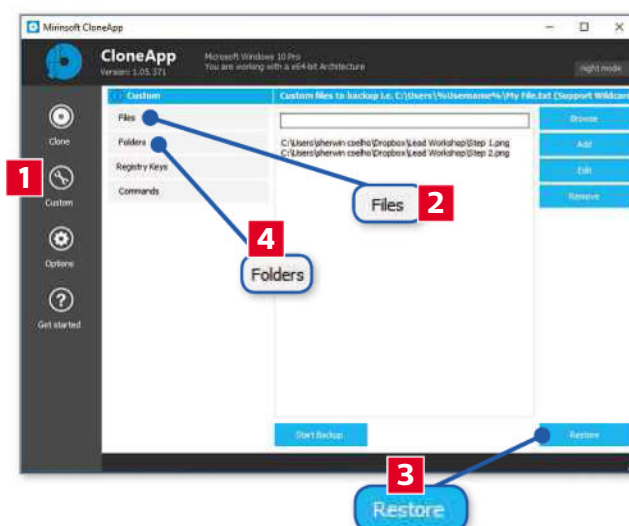 Mirinsoft CloneApp
CloneApp
Version: 1.05.371
Microsoft Windows 10 Pro
You are working with a x64-bit Architecture
night mode
Clone
1
Custom
Options
Get started
Custom
Files
Folders
Registry Keys
Commands
Custom files to backup i.e. C:\Users\%Username%\My File.txt (Support Wildcard
C:\Users\sherwin coelho\Dropbox\Lead Workshop\Step 1.png
C:\Users\sherwin coelho\Dropbox\Lead Workshop\Step 2.png
Browse
Add
Edit
Remove
Files
2
4
Folders
Start Backup
Restore
3
Restore